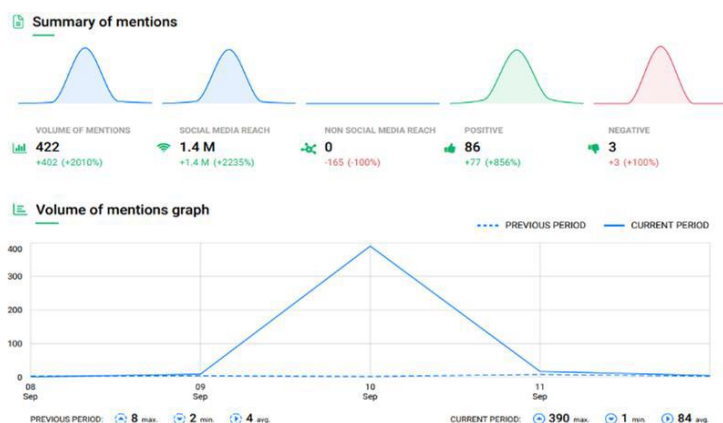 Summary of mentions
VOLUME OF MENTIONS
422
+402 (+2010%)
SOCIAL MEDIA REACH
1.4 M
+1.4 M (+2235%)
NON SOCIAL MEDIA REACH
0
-165 (-100%)
POSITIVE
86
+77 (+856%)
NEGATIVE
3
+3 (+100%)
Volume of mentions graph
PREVIOUS PERIOD CURRENT PERIOD
400
300
200
100
0
08 Sep
09 Sep
10 Sep
11 Sep
PREVIOUS PERIOD: 8 max. 2 min. 4 avg.
CURRENT PERIOD: 390 max. 1 min. 84 avg.